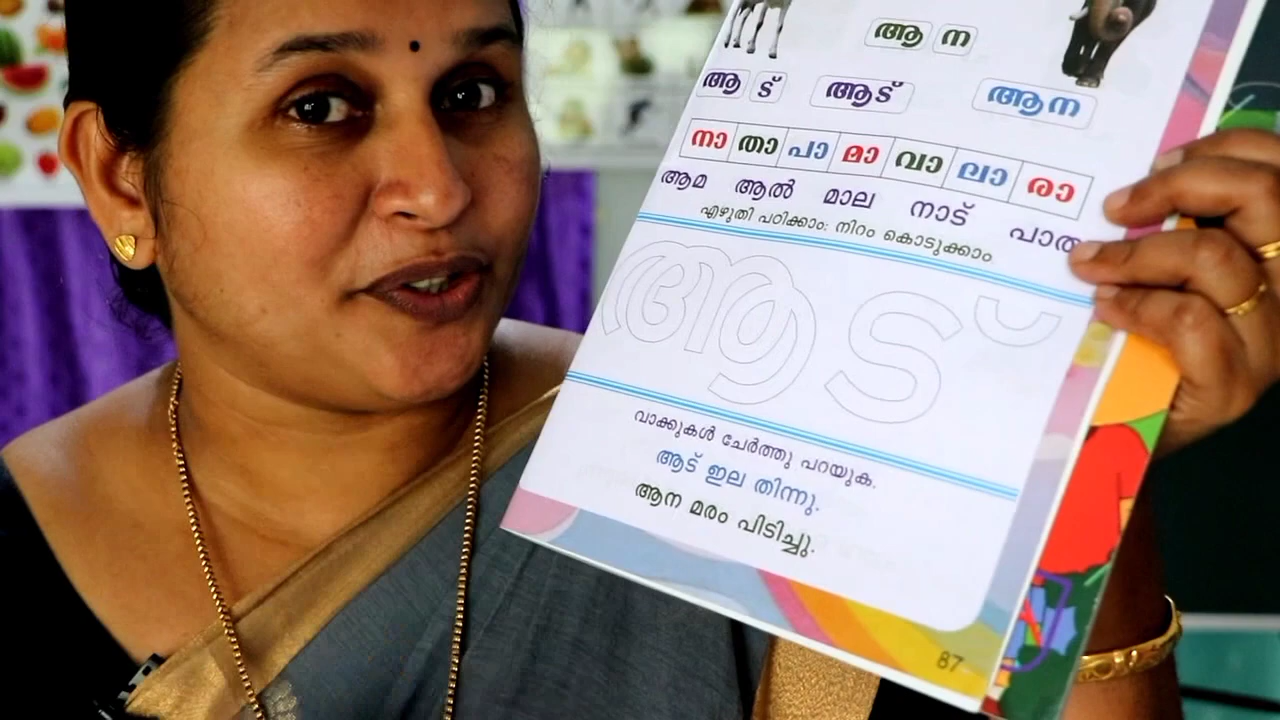 ആ ന
ആ ട് ആട് ആന
നാ താ പാ മാ വാ ലാ രാ
ആമ ആൽ മാല നാട്
എഴുതി പഠിക്കാം; നിറം കൊടുക്കാം
ആട്
വാക്കുകൾ ചേർത്തു പറയുക.
ആട് ഇല തിന്നു.
ആന മരം പിടിച്ചു.
87